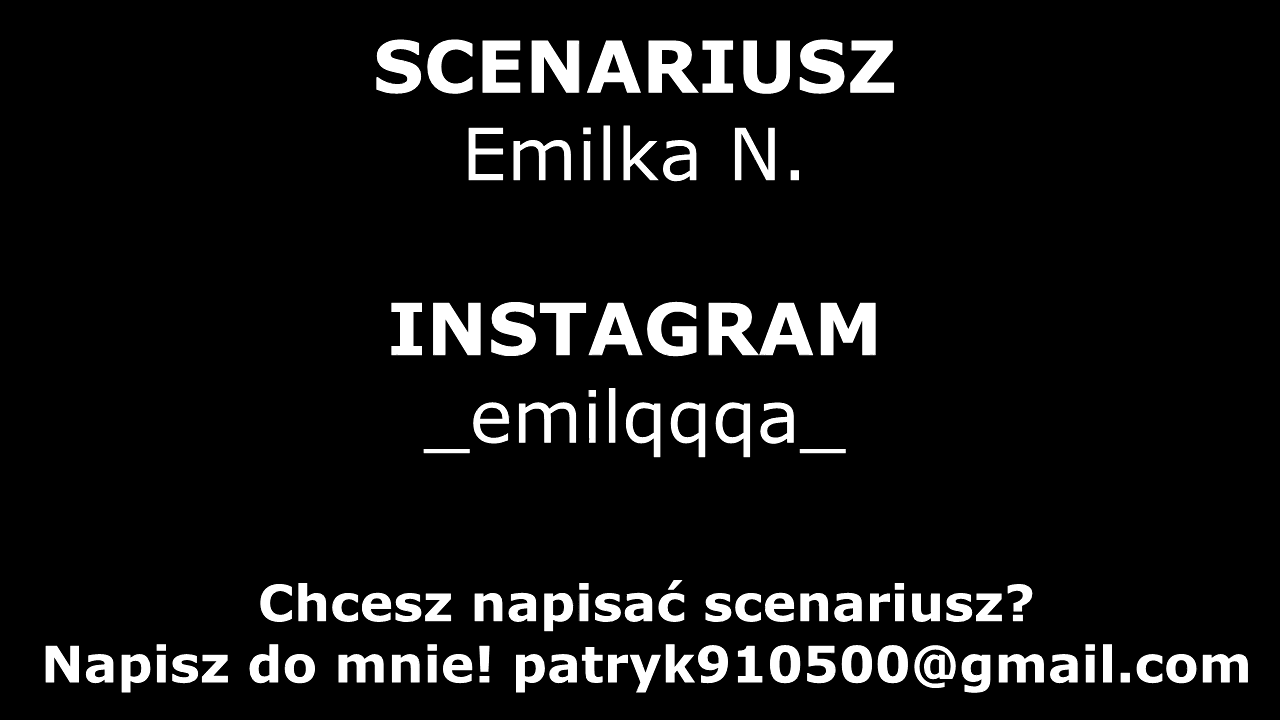 SCENARIUSZ
Emilka N.
INSTAGRAM
_emilqqqa_
Chcesz napisać scenariusz?
Napisz do mnie! patryk910500@gmail.com